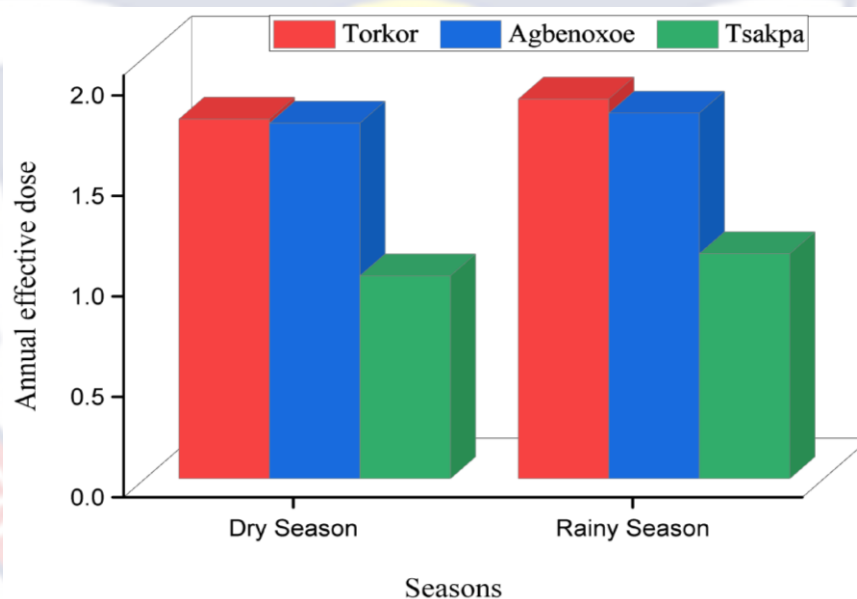 Torkor Agbenoxoe Tsakpa
Annual effective dose
2.0
1.5
1.0
0.5
0.0
Dry Season Rainy Season
Seasons